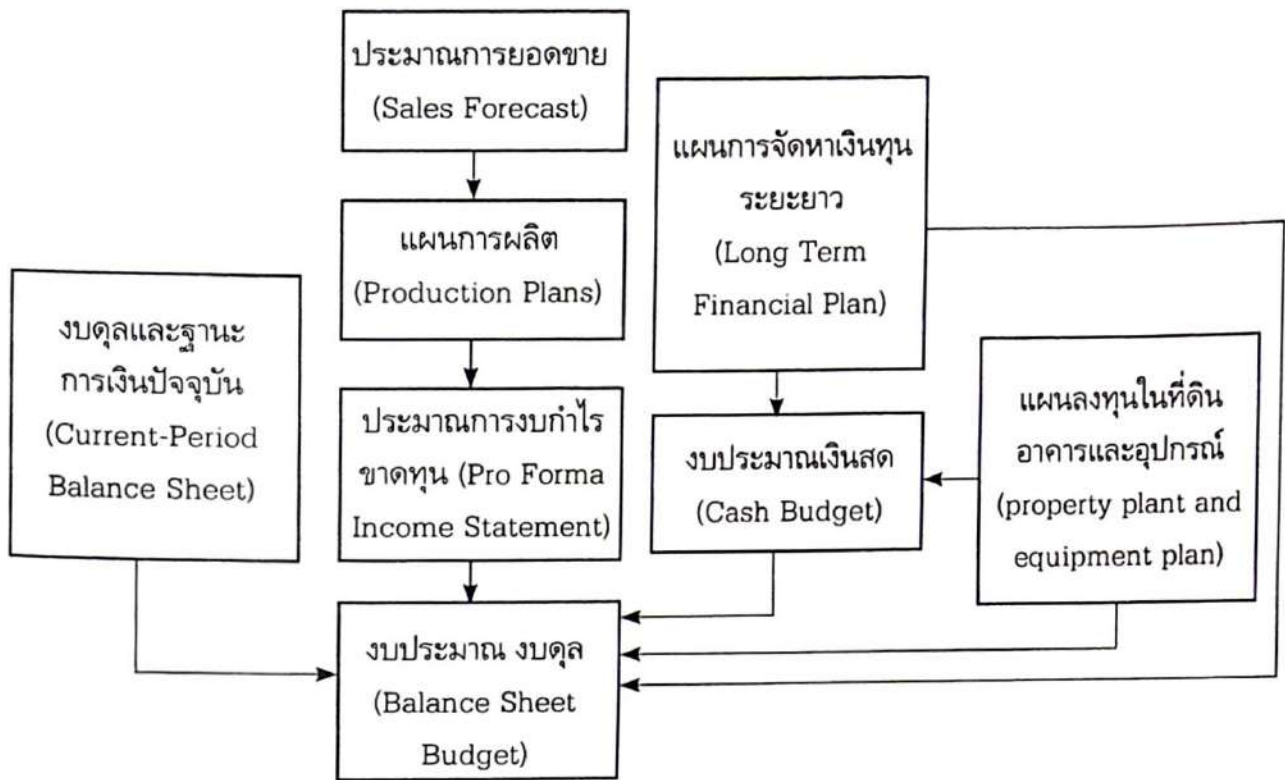 ประมาณการยอดขาย
(Sales Forecast)
แผนการจัดหาเงินทุน
ระยะยาว
(Long Term
Financial Plan)
แผนการผลิต
(Production Plans)
งบดุลและฐานะ
การเงินปัจจุบัน
(Current-Period
Balance Sheet)
ประมาณการงบกำไร
ขาดทุน (Pro Forma
Income Statement)
งบประมาณเงินสด
(Cash Budget)
แผนลงทุนในที่ดิน
อาคารและอุปกรณ์
(property plant and
equipment plan)
งบประมาณ งบดุล
(Balance Sheet
Budget)